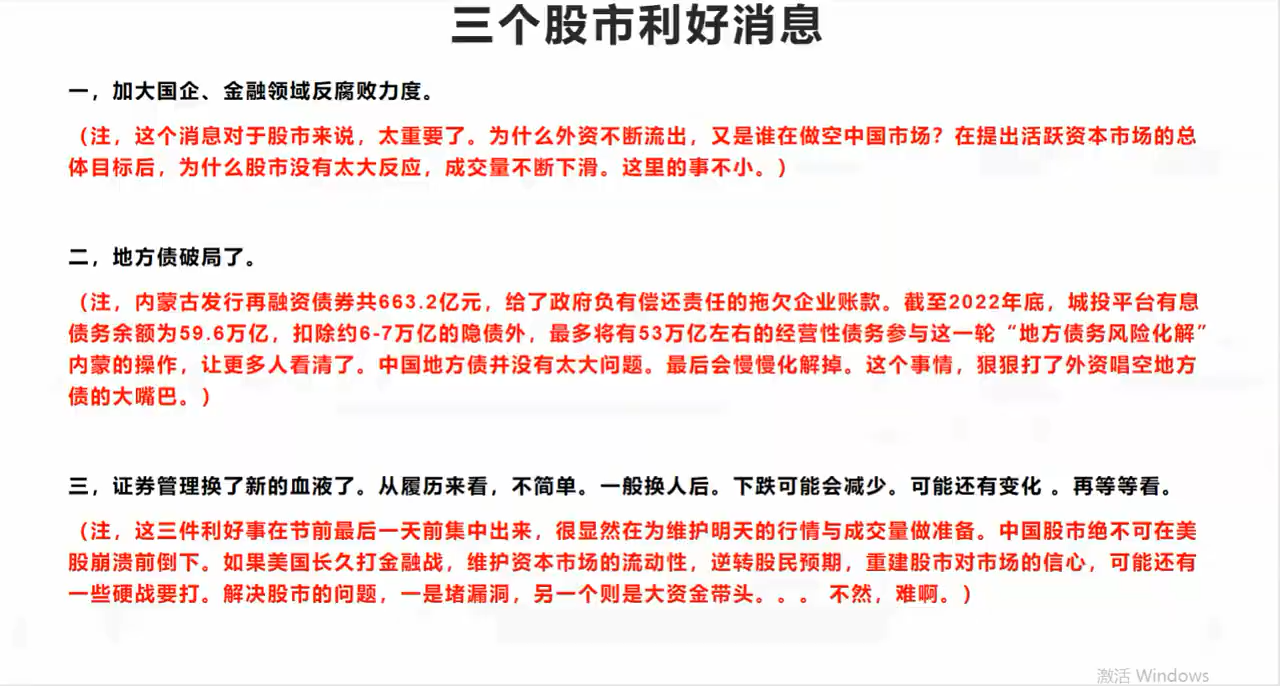 三个股市利好消息
一，加大国企、金融领域反腐败力度。
（注，这个消息对于股市来说，太重要了。为什么外资不断流出，又是谁在做空中国市场？在提出活跃资本市场的总
体目标后，为什么股市没有太大反应，成交量不断下滑。这里的事不小。）
二，地方债破局了。
（注，内蒙古发行再融资债券共663.2亿元，给了政府负有偿还责任的拖欠企业账款。截至2022年底，城投平台有息
债务余额为59.6万亿，扣除约6-7万亿的隐债外，最多将有53万亿左右的经营性债务参与这一轮“地方债务风险化解”
内蒙的操作，让更多人看清了。中国地方债并没有太大问题。最后会慢慢化解掉。这个事情，狠狠打了外资唱空地方
债的大嘴巴。）
三，证券管理换了新的血液了。从履历来看，不简单。一般换人后。下跌可能会减少。可能还有变化 。再等等看。
（注，这三件利好事在节前最后一天前集中出来，很显然在为维护明天的行情与成交量做准备。中国股市绝不可在美
股崩溃前倒下。如果美国长久打金融战，维护资本市场的流动性，逆转股民预期，重建股市对市场的信心，可能还有
一些硬战要打。解决股市的问题，一是堵漏洞，另一个则是大资金带头。。。 不然，难啊。）
激活 Windows